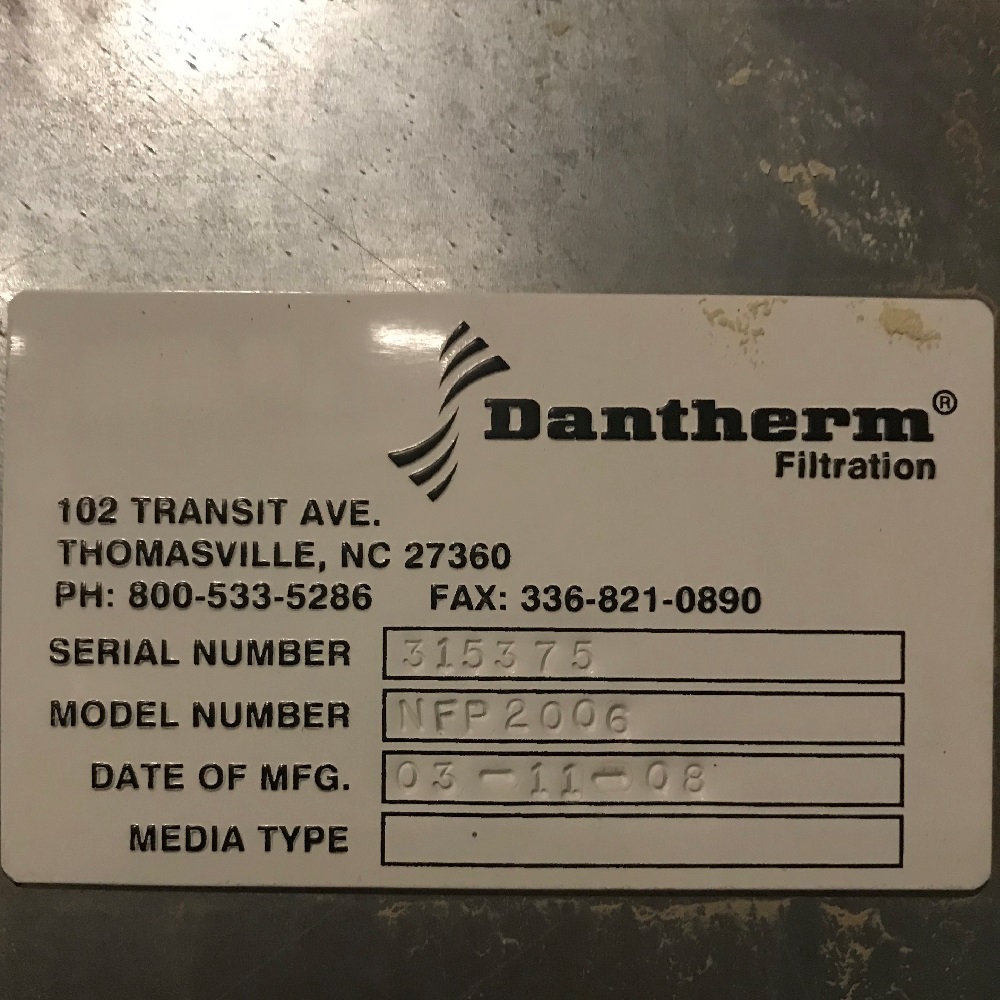 Dantherm®
Filtration
102 TRANSIT AVE.
THOMASVILLE, NC 27360
PH: 800-533-5286 FAX: 336-821-0890
SERIAL NUMBER 315375
MODEL NUMBER NFP2006
DATE OF MFG. 03-11-08
MEDIA TYPE